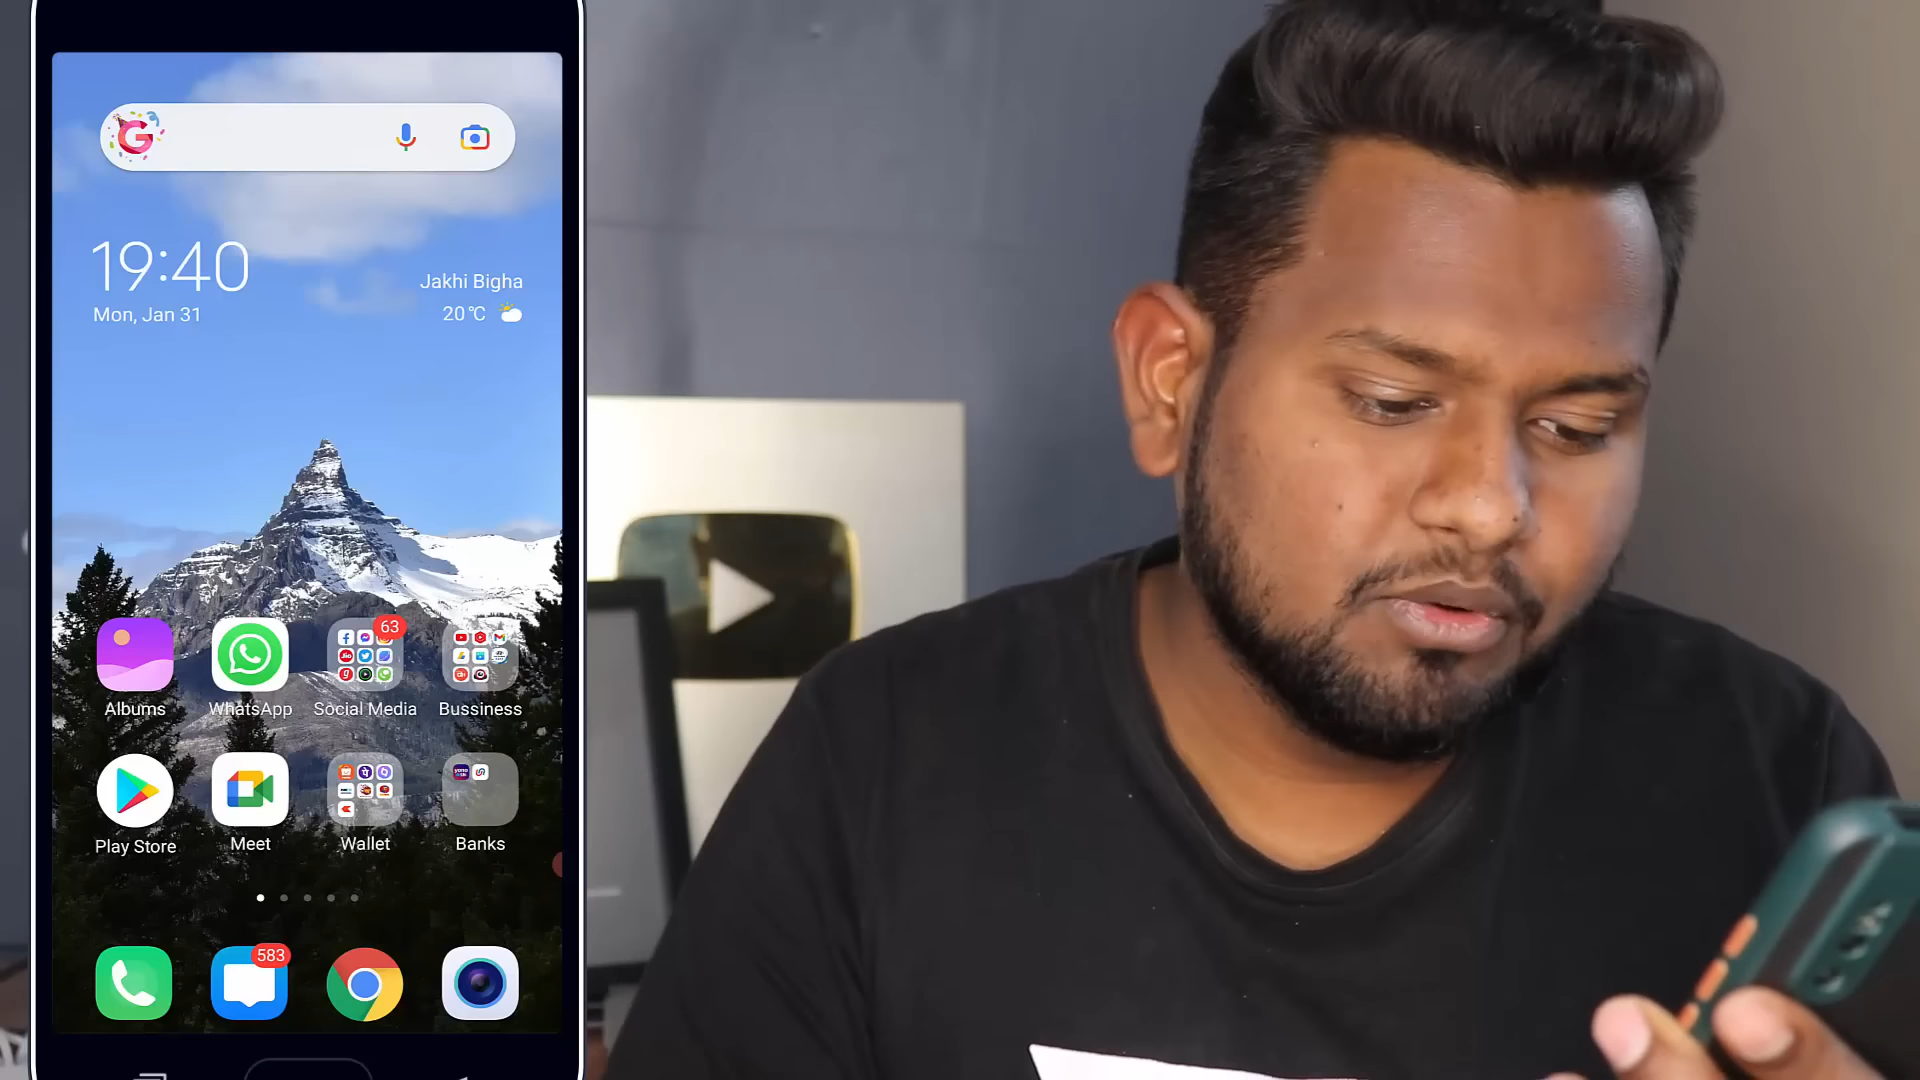 19:40
Mon, Jan 31
Jakhi Bigha
20℃
63
Albums
WhatsApp
Social Media
Bussiness
Play Store
Meet
Wallet
Banks
583